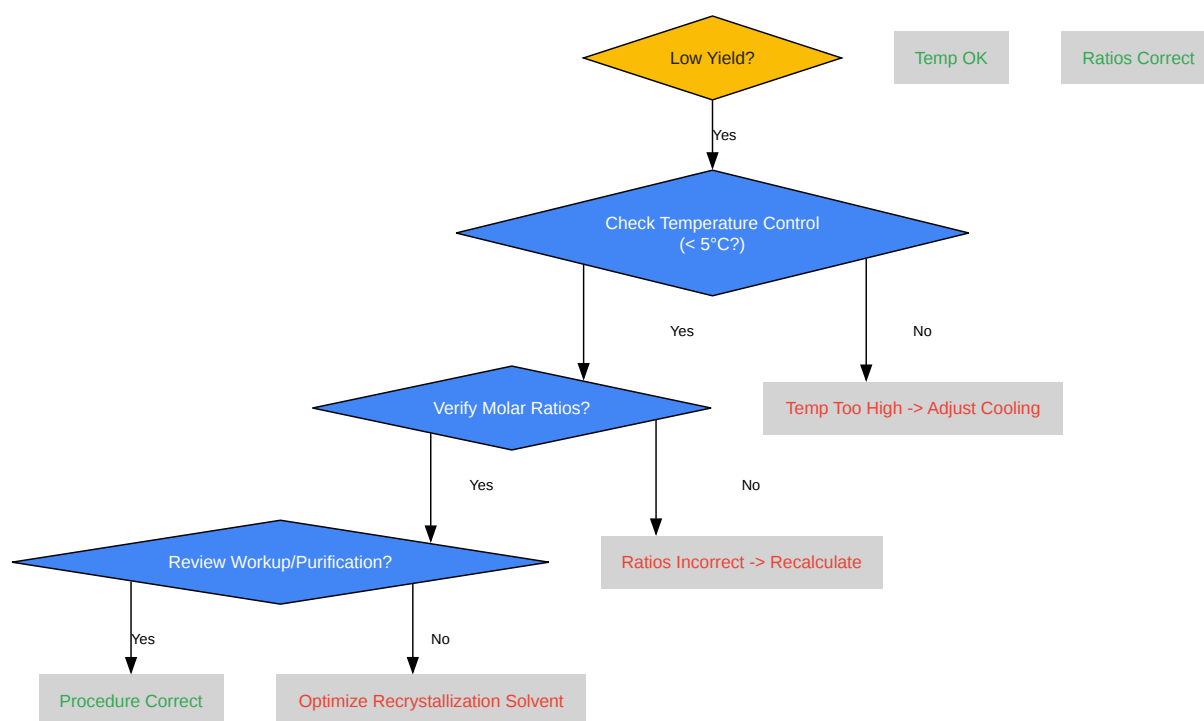 Low Yield?
Temp OK
Ratios Correct
Yes
Check Temperature Control
(< 5°C?)
Yes
No
Verify Molar Ratios?
Temp Too High -> Adjust Cooling
Yes
No
Review Workup/Purification?
Ratios Incorrect -> Recalculate
Yes
No
Procedure Correct
Optimize Recrystallization Solvent